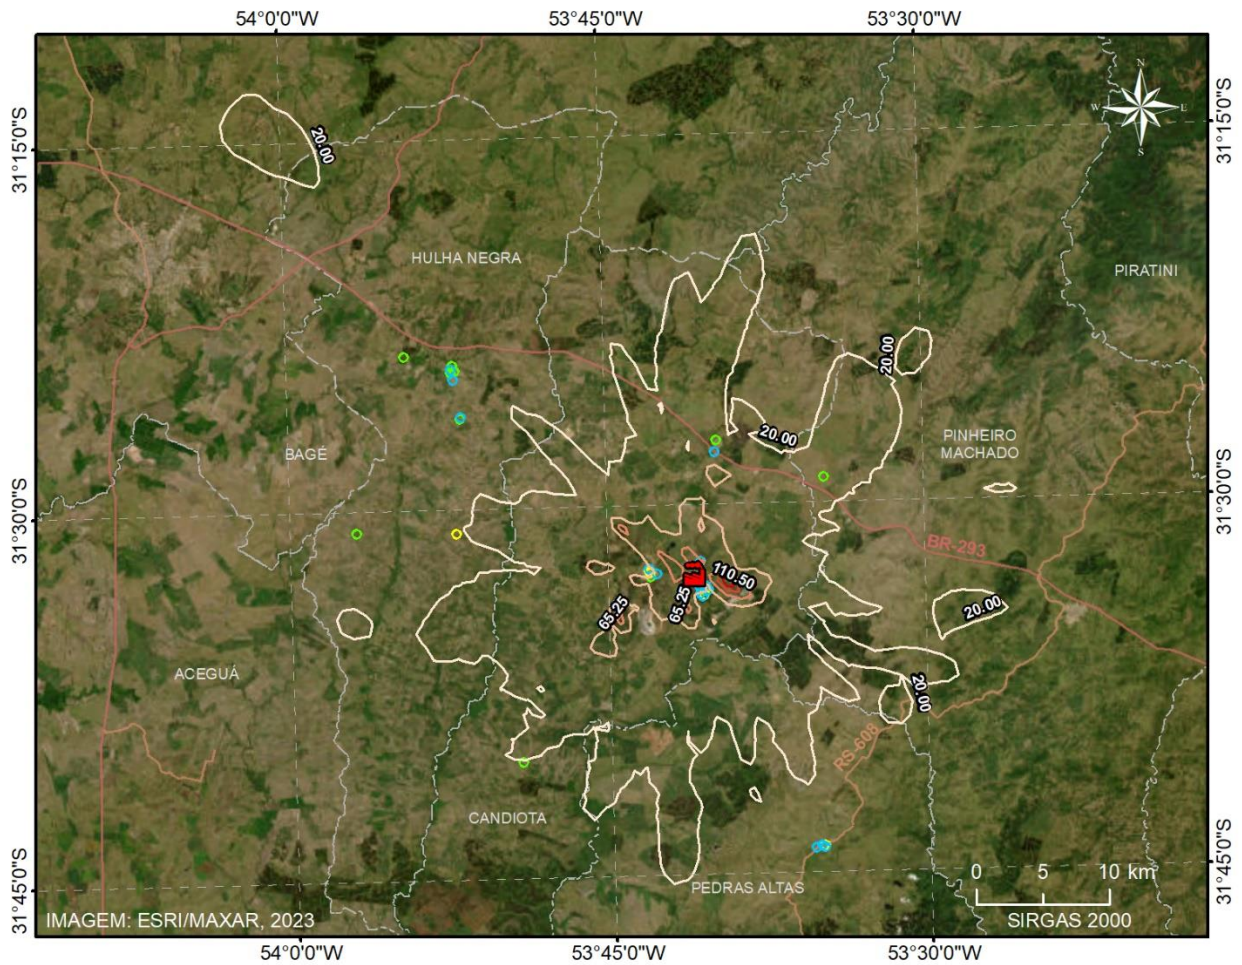 54°0'0"W
53°45'0"W
53°30'0"W
31°15'0"S
31°15'0"S
N
W
E
S
20.00
HULHA NEGRA
PIRATINI
20.00
20.00
PINHEIRO
MACHADO
BAGÉ
31°30'0"S
31°30'0"S
BR-293
110.50
65.25
65.25
20.00
ACEGUÁ
20.00
RS-608
CANDIOTA
31°45'0"S
31°45'0"S
0 5 10 km
PEDRAS ALTAS
IMAGEM: ESRI/MAXAR, 2023
SIRGAS 2000
54°0'0"W
53°45'0"W
53°30'0"W